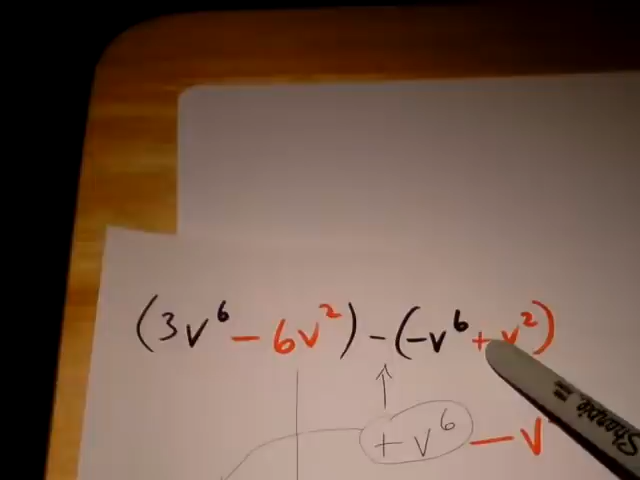 (3v⁶ - 6v²) - (-v⁶ + v²)
+ v⁶ - v
Sharpie